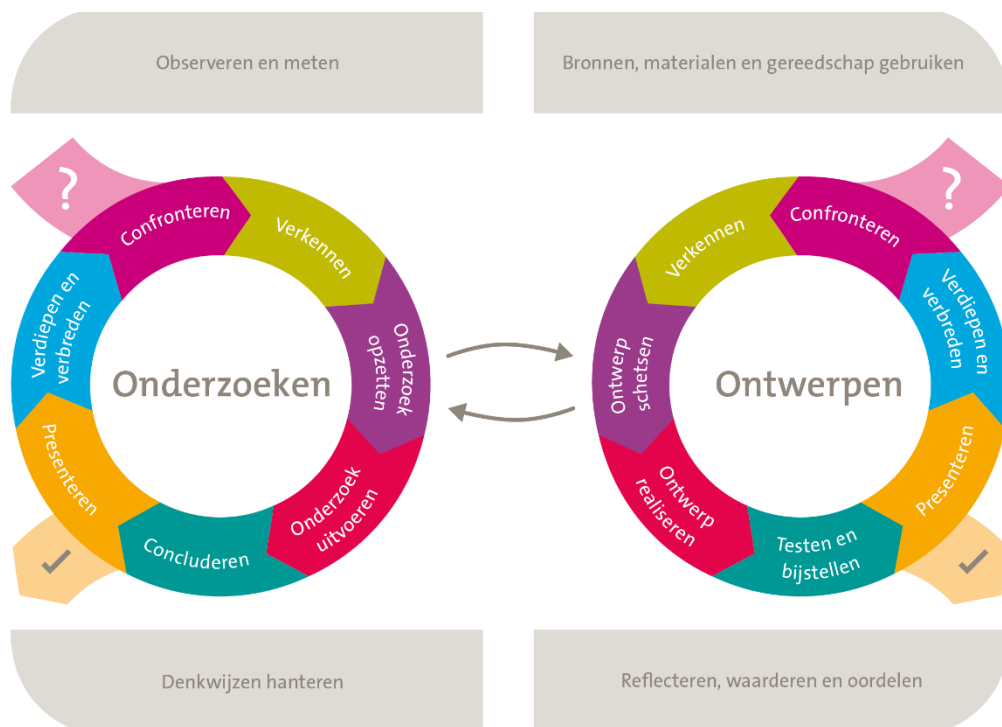 Observeren en meten
Bronnen, materialen en gereedschap gebruiken
?
Confronteren
Verkennen
Onderzoek
opzetten
Onderzoek
uitvoeren
Concluderen
Presenteren
Verdiepen en
verbreden
Onderzoeken
?
Confronteren
Verkennen
Ontwerp
schetsen
Ontwerp
realiseren
Testen en
bijstellen
Presenteren
Verdiepen en
verbreden
Ontwerpen
Denkwijzen hanteren
Reflecteren, waarderen en oordelen